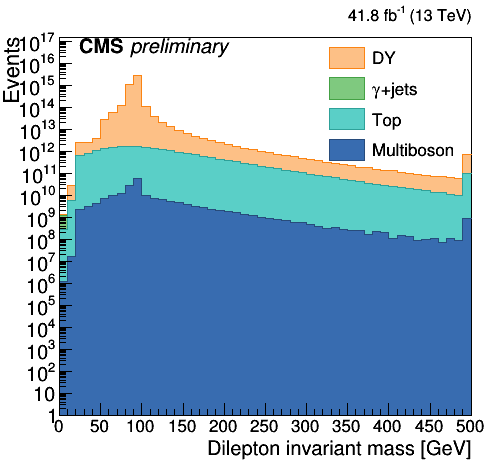 41.8 fb⁻¹ (13 TeV)
CMS preliminary
Events
10¹⁷
10¹⁶
10¹⁵
10¹⁴
10¹³
10¹²
10¹¹
10¹⁰
10⁹
10⁸
10⁷
10⁶
10⁵
10⁴
10³
10²
10
1
DY
γ+jets
Top
Multiboson
0 50 100 150 200 250 300 350 400 450 500
Dilepton invariant mass [GeV]